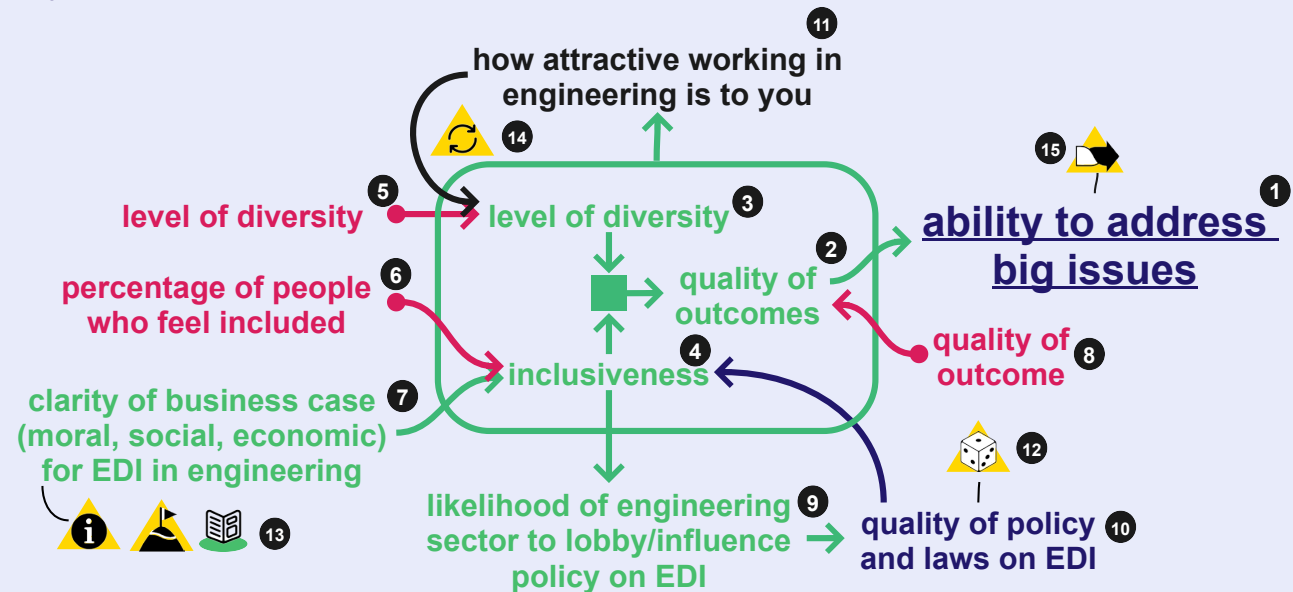 11
how attractive working in
engineering is to you
14
15
5
level of diversity
level of diversity
3
1
ability to address
big issues
2
quality of
outcomes
6
percentage of people
who feel included
4
inclusiveness
quality of
outcome
8
7
clarity of business case
(moral, social, economic)
for EDI in engineering
i
13
12
likelihood of engineering
sector to lobby/influence
policy on EDI
9
quality of policy
and laws on EDI
10